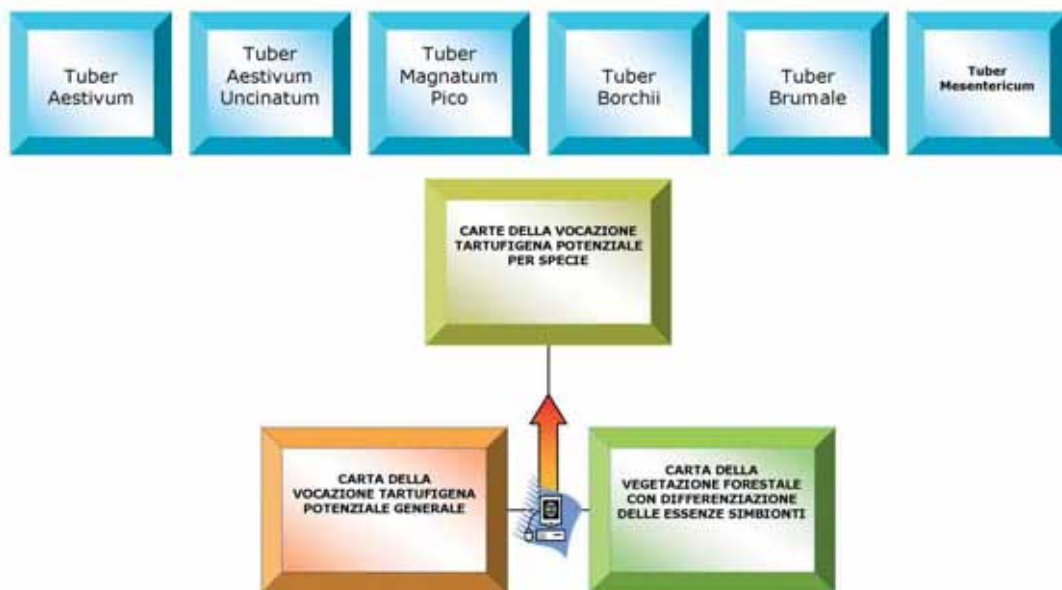 Tuber
Aestivum
Tuber
Aestivum
Uncinatum
Tuber
Magnatum
Pico
Tuber
Borchii
Tuber
Brumale
Tuber
Mesentericum
CARTE DELLA VOCAZIONE
TARTUFIGENA POTENZIALE
PER SPECIE
CARTA DELLA
VOCAZIONE TARTUFIGENA
POTENZIALE GENERALE
CARTA DELLA
VEGETAZIONE FORESTALE
CON DIFFERENZIAZIONE
DELLE ESSENZE SIMBIONTI